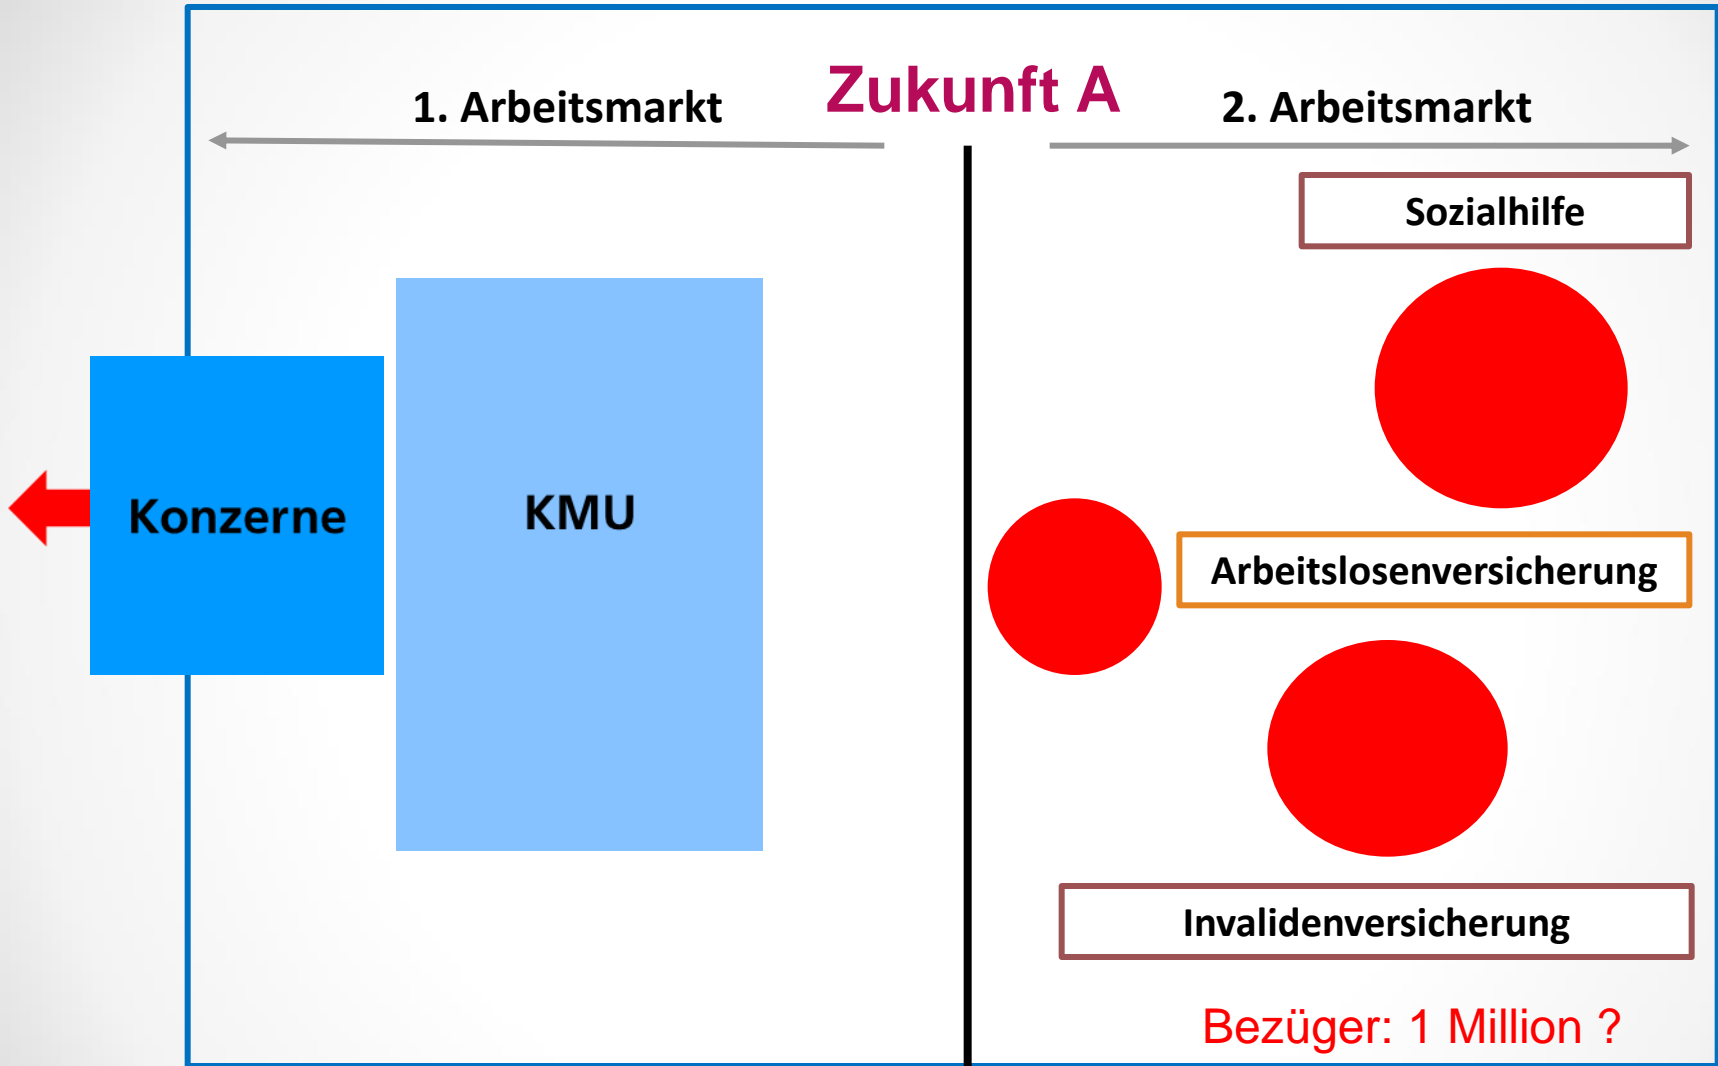 Zukunft A
1. Arbeitsmarkt
2. Arbeitsmarkt
Sozialhilfe
Konzerne
KMU
Arbeitslosenversicherung
Invalidenversicherung
Bezüger: 1 Million ?